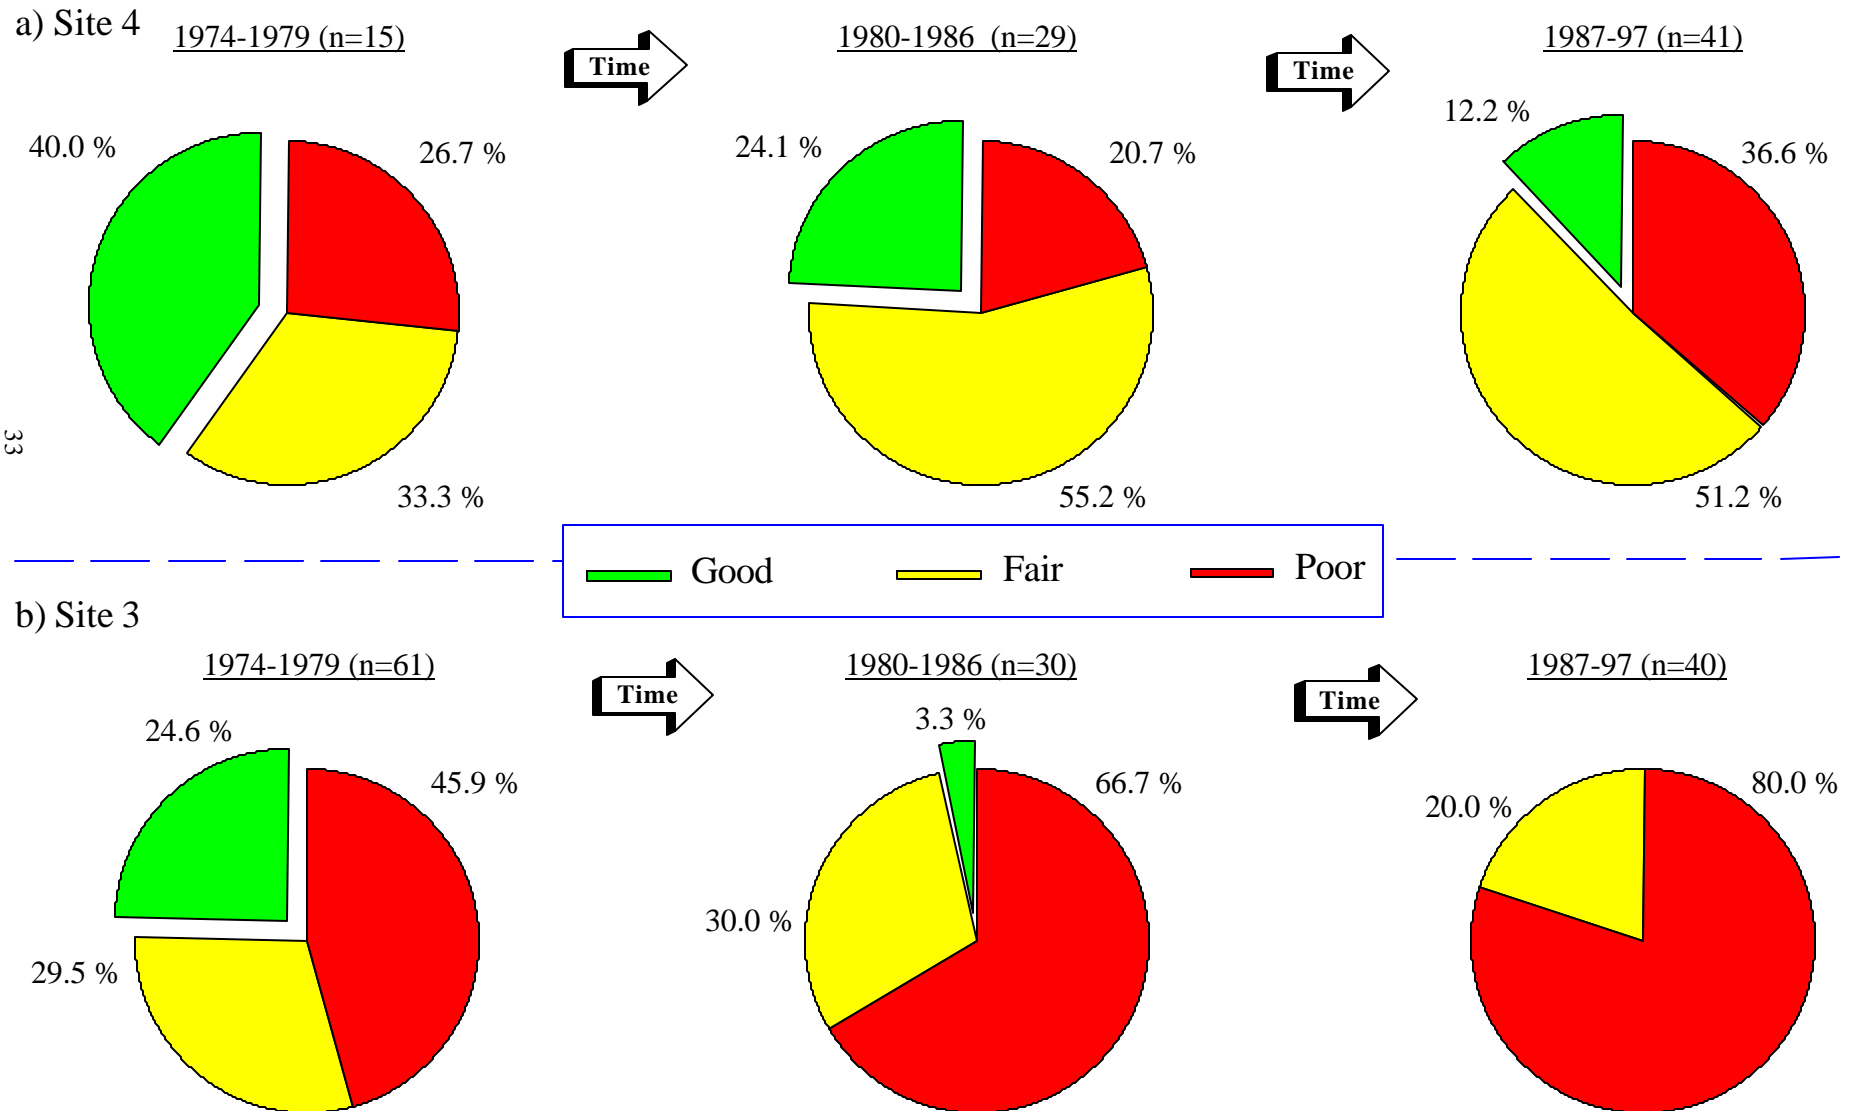 a) Site 4
1974-1979 (n=15)
Time
1980-1986 (n=29)
Time
1987-97 (n=41)
40.0 %
26.7 %
33.3 %
24.1 %
20.7 %
55.2 %
12.2 %
36.6 %
51.2 %
33
Good
Fair
Poor
b) Site 3
1974-1979 (n=61)
Time
1980-1986 (n=30)
Time
1987-97 (n=40)
24.6 %
45.9 %
29.5 %
3.3 %
66.7 %
30.0 %
20.0 %
80.0 %